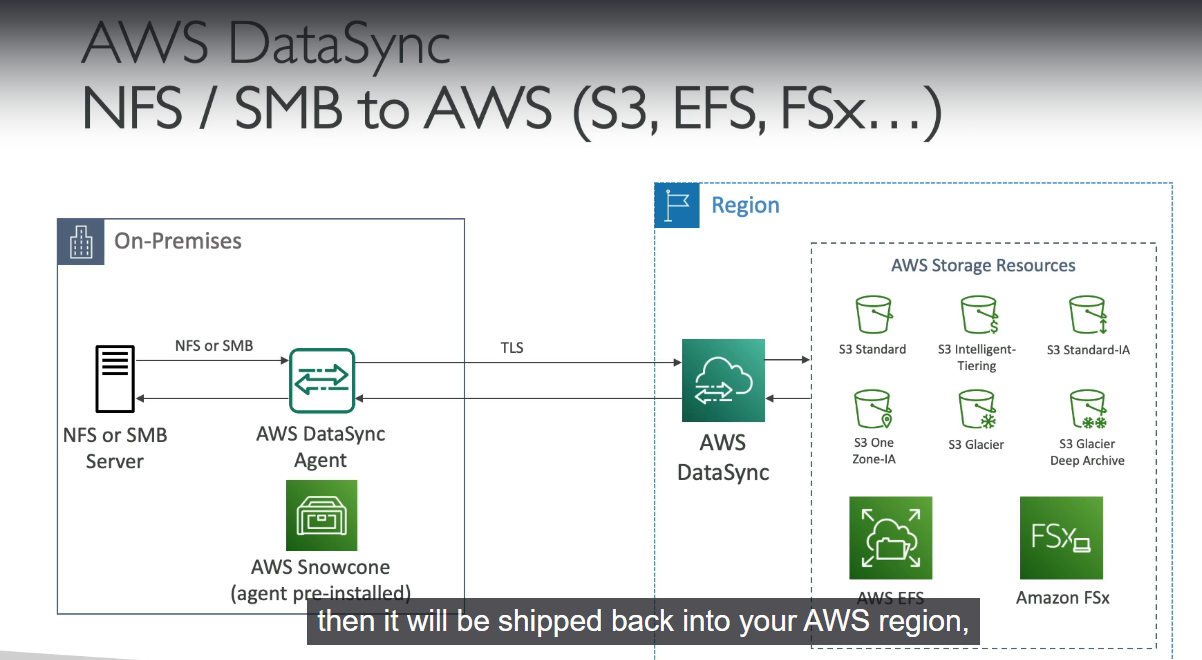 AWS DataSync
NFS / SMB to AWS (S3, EFS, FSx…)
On-Premises
NFS or SMB
NFS or SMB
Server
AWS DataSync
Agent
AWS Snowcone
(agent pre-installed)
TLS
Region
AWS
DataSync
AWS Storage Resources
S3 Standard
S3 Intelligent-
Tiering
S3 Standard-IA
S3 One
Zone-IA
S3 Glacier
S3 Glacier
Deep Archive
$
AWS EFS
FSx
Amazon FSx
then it will be shipped back into your AWS region,